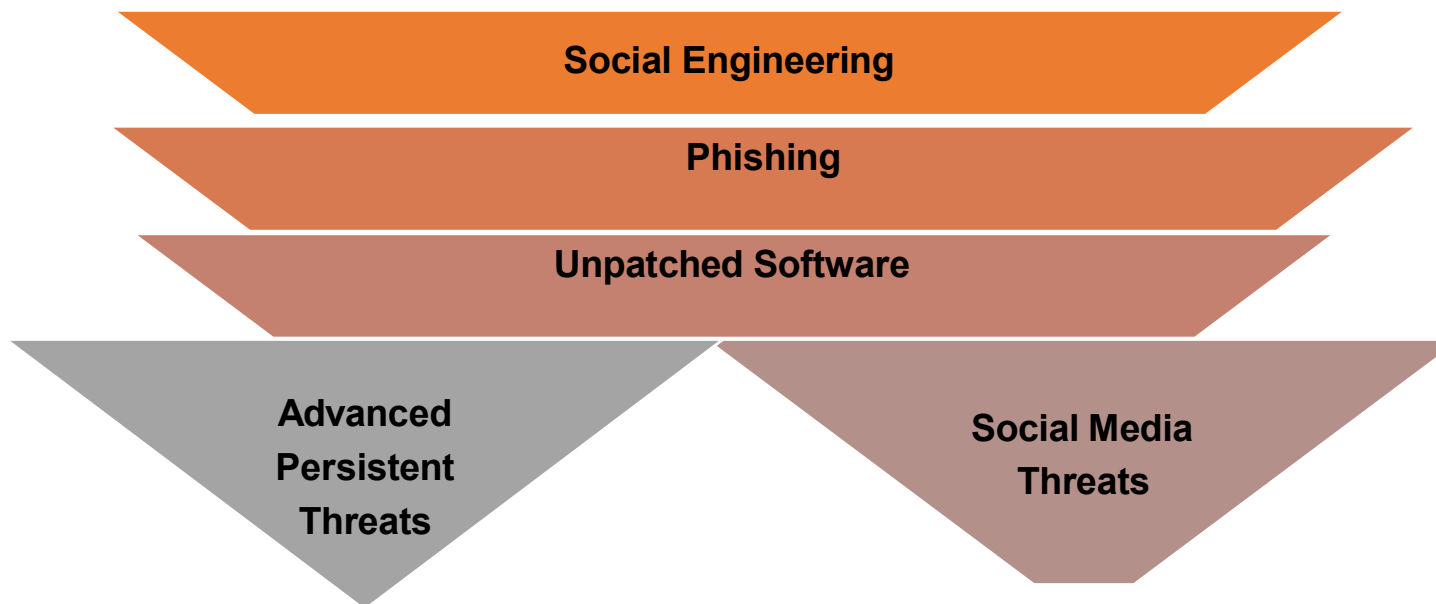 Social Engineering
Phishing
Unpatched Software
Advanced
Persistent
Threats
Social Media
Threats